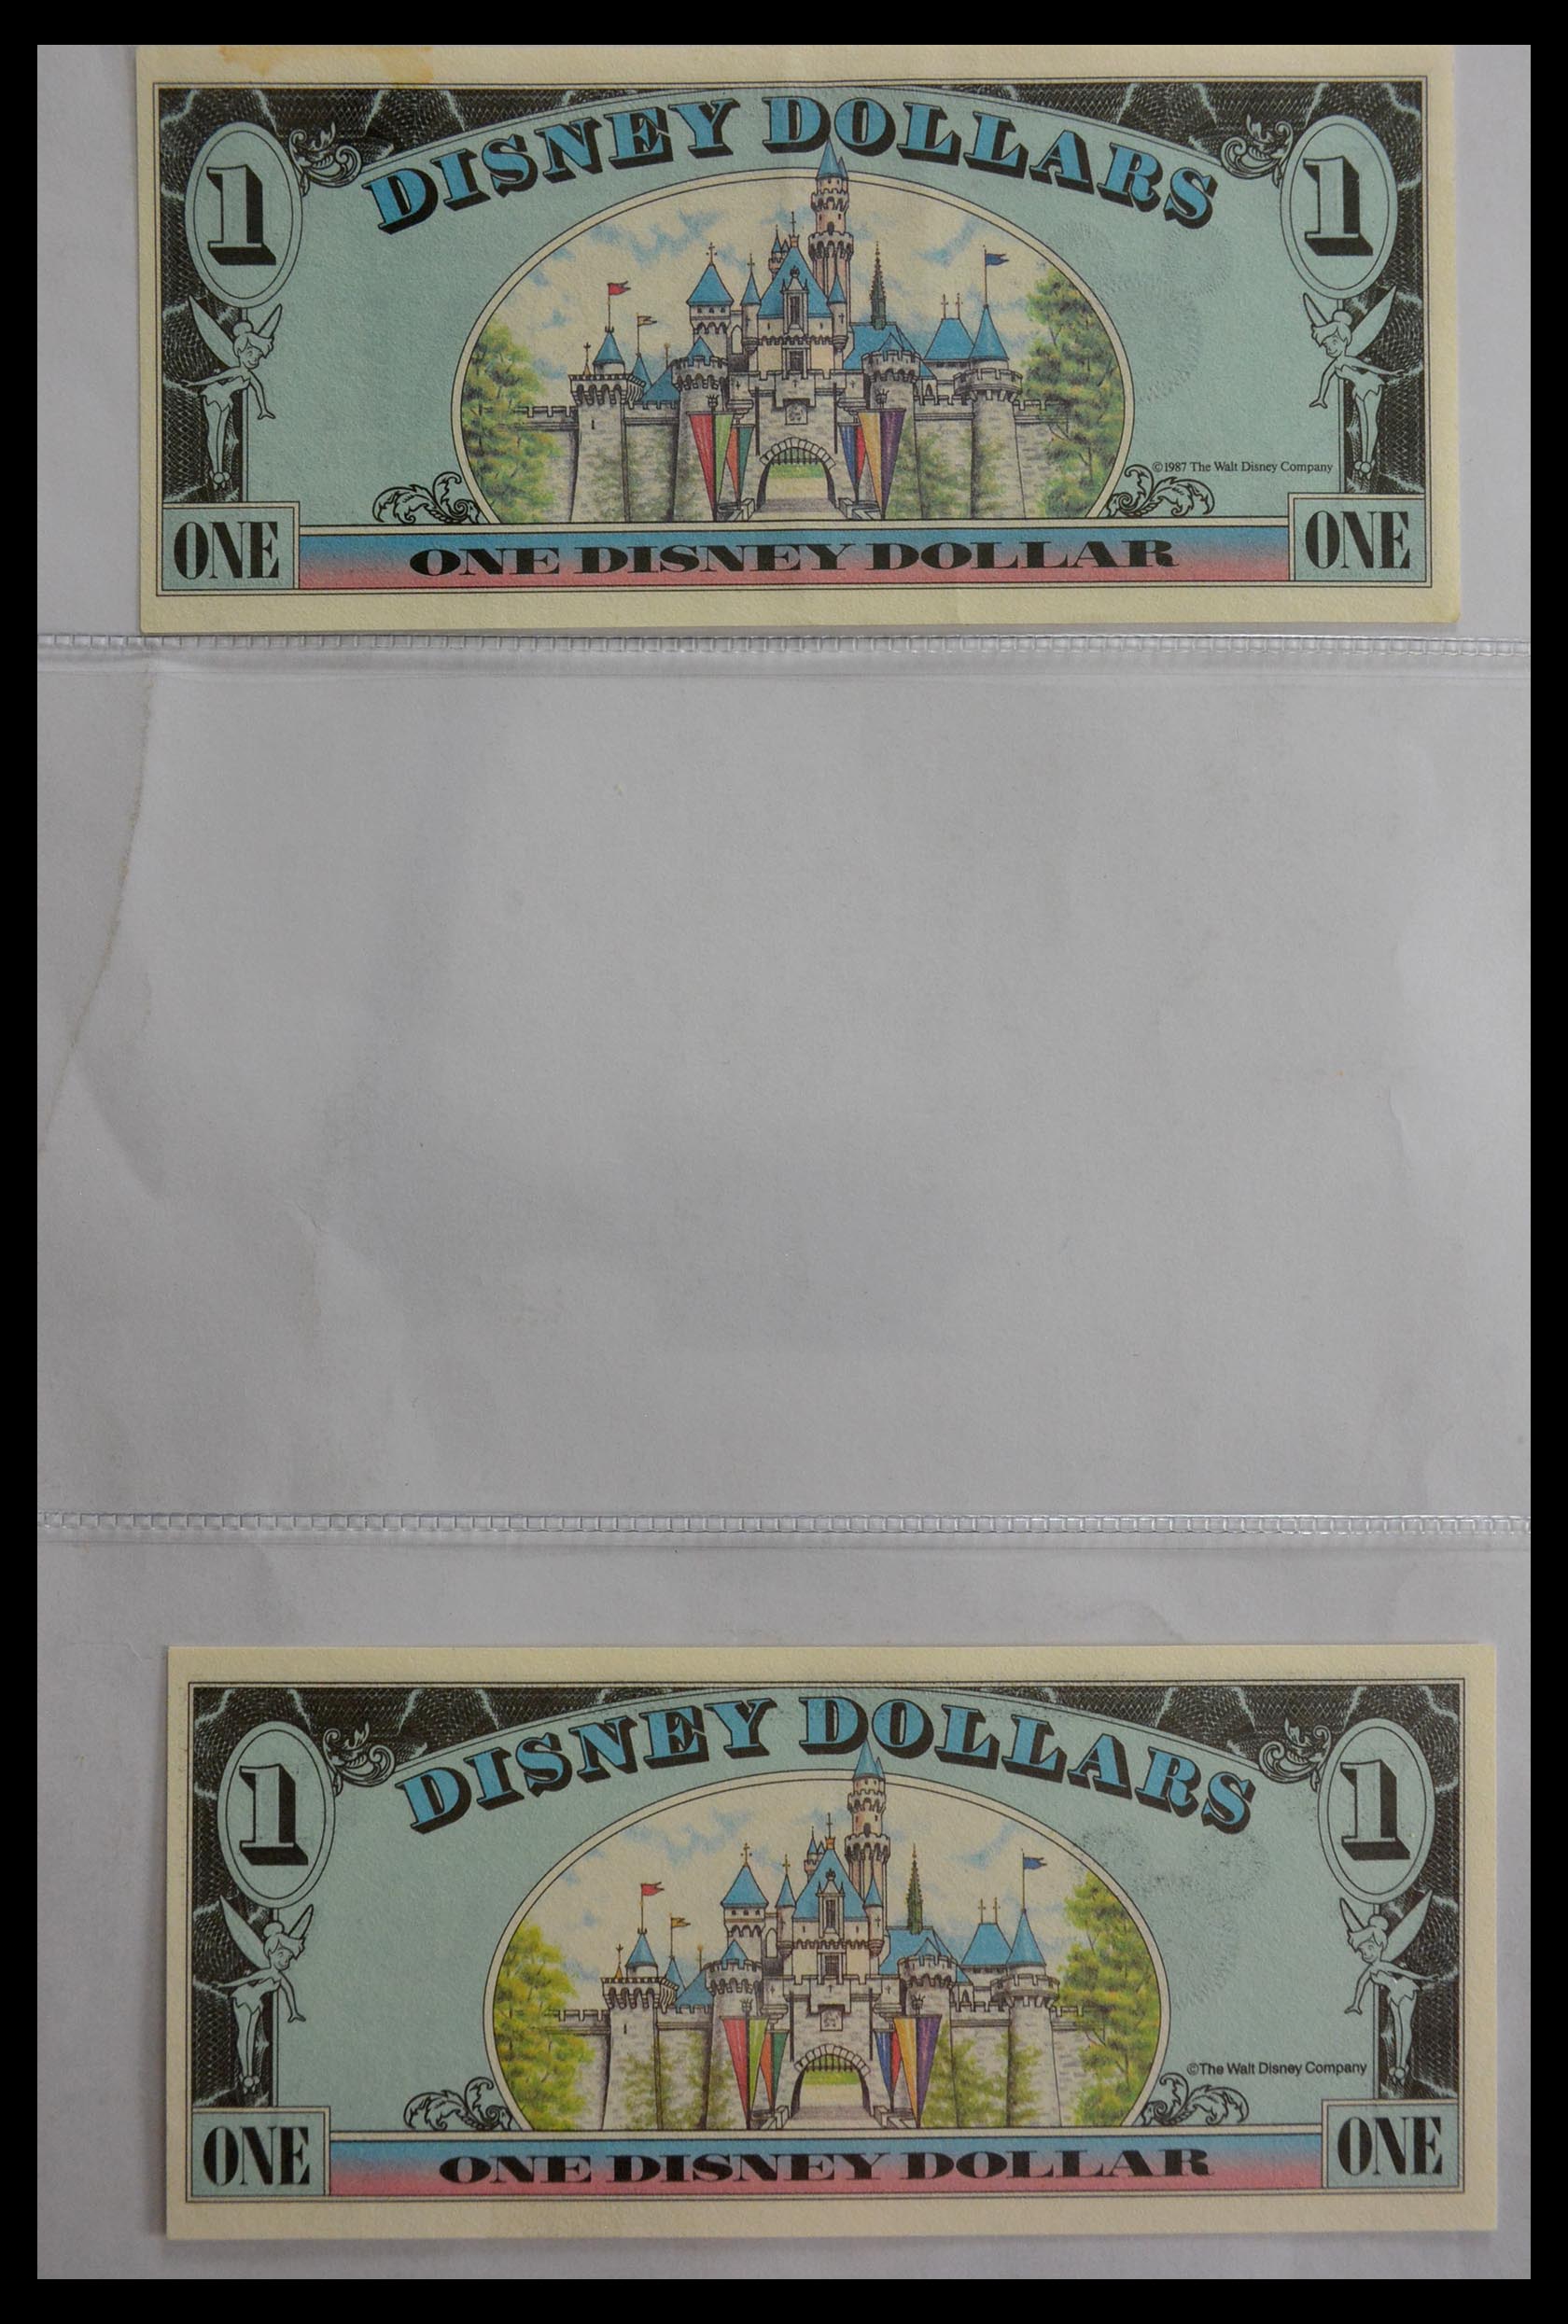 DISNEY DOLLARS
1 1
©1987 The Walt Disney Company
ONE ONE DISNEY DOLLAR ONE
DISNEY DOLLARS
1 1
©The Walt Disney Company
ONE ONE DISNEY DOLLAR ONE